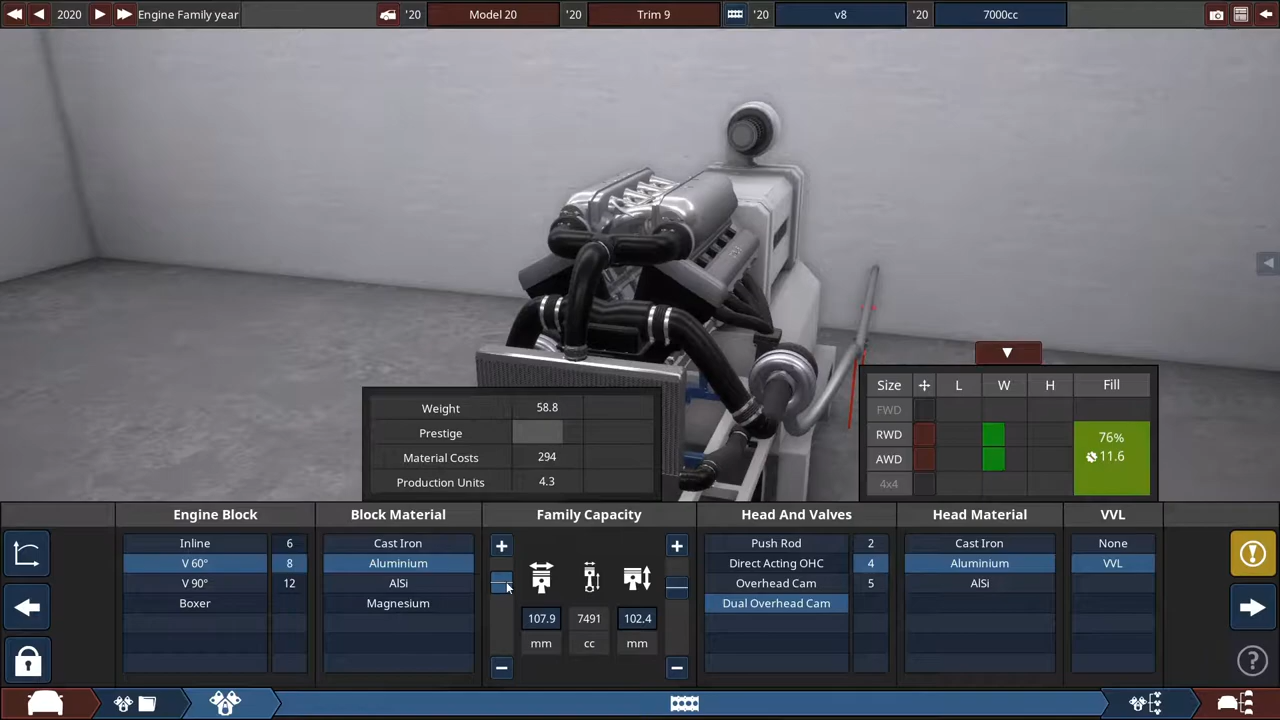 2020 Engine Family year '20 Model 20 '20 Trim 9 '20 v8 '20 7000cc
Size L W H Fill
FWD
RWD 76%
AWD 11.6
4x4
Weight 58.8
Prestige
Material Costs 294
Production Units 4.3
Engine Block
Inline 6
V 60° 8
V 90° 12
Boxer
Block Material
Cast Iron
Aluminium
AlSi
Magnesium
Family Capacity
+ +
107.9 7491 102.4
mm cc mm
− −
Head And Valves
Push Rod 2
Direct Acting OHC 4
Overhead Cam 5
Dual Overhead Cam
Head Material
Cast Iron
Aluminium
AlSi
VVL
None
VVL
?